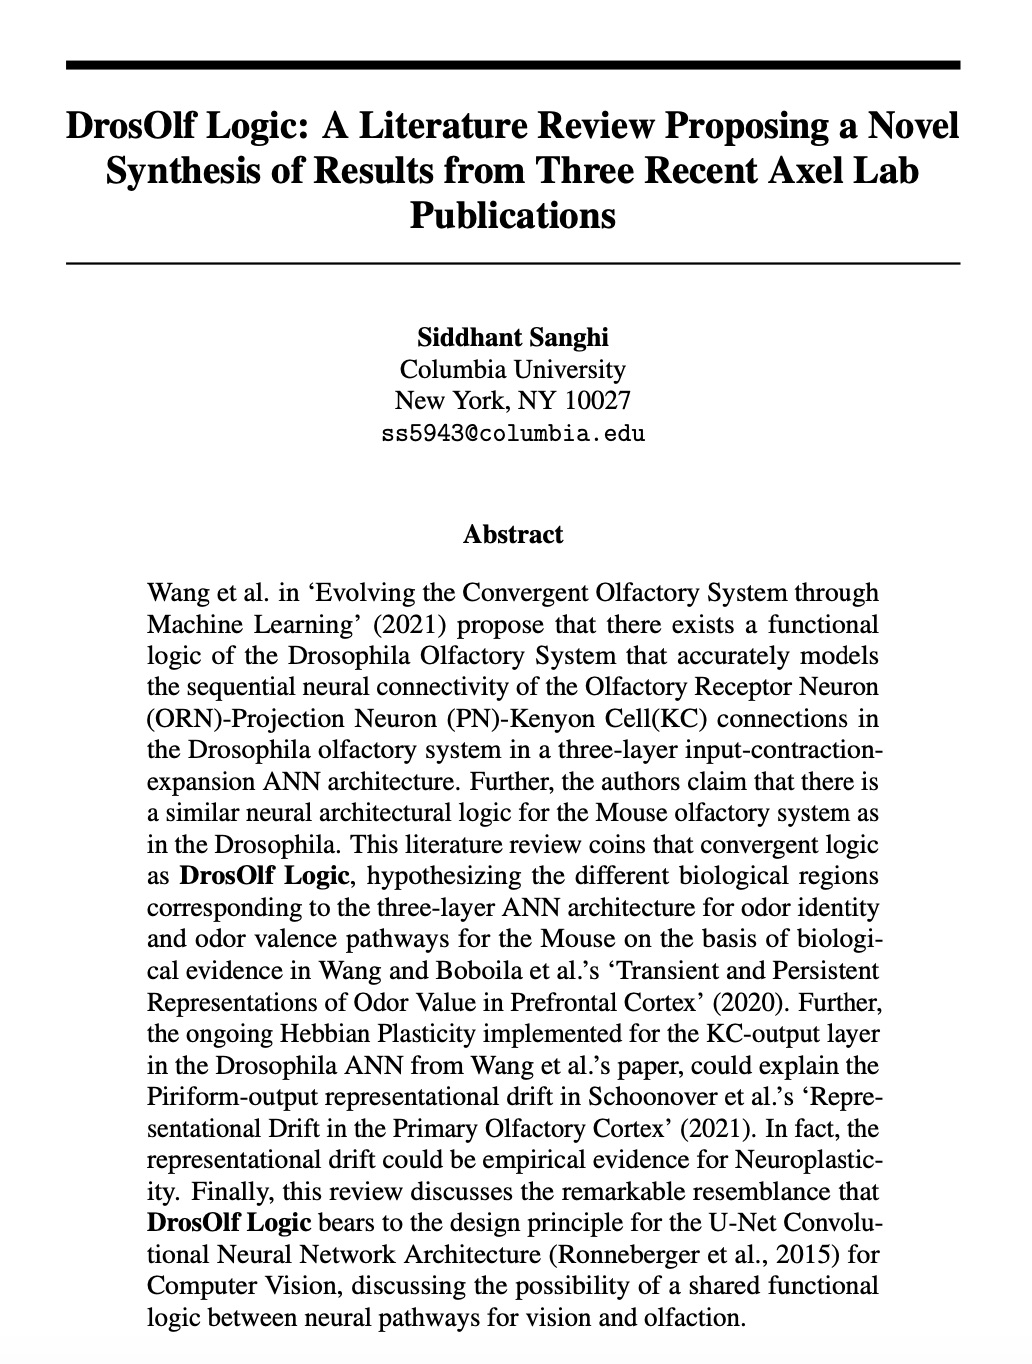 DrosOlf Logic: A Literature Review Proposing a Novel
Synthesis of Results from Three Recent Axel Lab
Publications
Siddhant Sanghi
Columbia University
New York, NY 10027
ss5943@columbia.edu
Abstract
Wang et al. in ‘Evolving the Convergent Olfactory System through
Machine Learning’ (2021) propose that there exists a functional
logic of the Drosophila Olfactory System that accurately models
the sequential neural connectivity of the Olfactory Receptor Neuron
(ORN)-Projection Neuron (PN)-Kenyon Cell(KC) connections in
the Drosophila olfactory system in a three-layer input-contraction-
expansion ANN architecture. Further, the authors claim that there is
a similar neural architectural logic for the Mouse olfactory system as
in the Drosophila. This literature review coins that convergent logic
as DrosOlf Logic, hypothesizing the different biological regions
corresponding to the three-layer ANN architecture for odor identity
and odor valence pathways for the Mouse on the basis of biologi-
cal evidence in Wang and Boboila et al.’s ‘Transient and Persistent
Representations of Odor Value in Prefrontal Cortex’ (2020). Further,
the ongoing Hebbian Plasticity implemented for the KC-output layer
in the Drosophila ANN from Wang et al.’s paper, could explain the
Piriform-output representational drift in Schoonover et al.’s ‘Repre-
sentational Drift in the Primary Olfactory Cortex’ (2021). In fact, the
representational drift could be empirical evidence for Neuroplastic-
ity. Finally, this review discusses the remarkable resemblance that
DrosOlf Logic bears to the design principle for the U-Net Convolu-
tional Neural Network Architecture (Ronneberger et al., 2015) for
Computer Vision, discussing the possibility of a shared functional
logic between neural pathways for vision and olfaction.